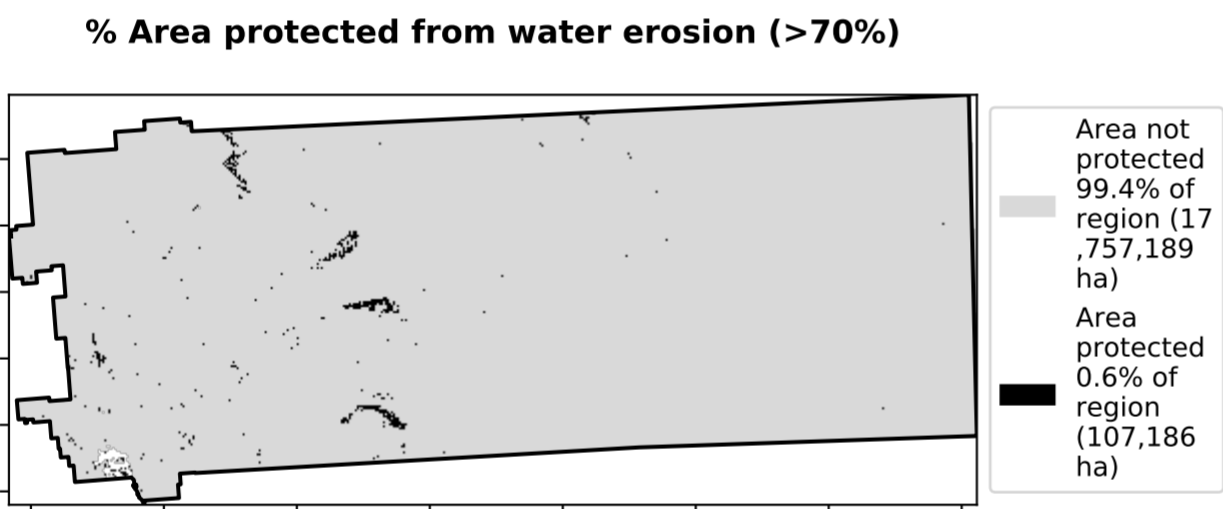 % Area protected from water erosion (>70%)
Area not
protected
99.4% of
region (17
,757,189
ha)
Area
protected
0.6% of
region
(107,186
ha)